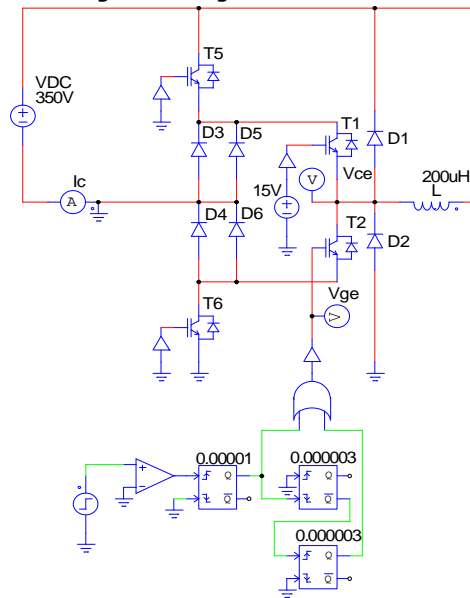 T5
VDC
350V
D3
D5
T1
D1
Vce
V
200uH
L
Ic
A
15V
D4
D6
T2
D2
Vge
V
T6
0.00001
0.000003
Q
Q
Q
Q
0.000003
Q
Q